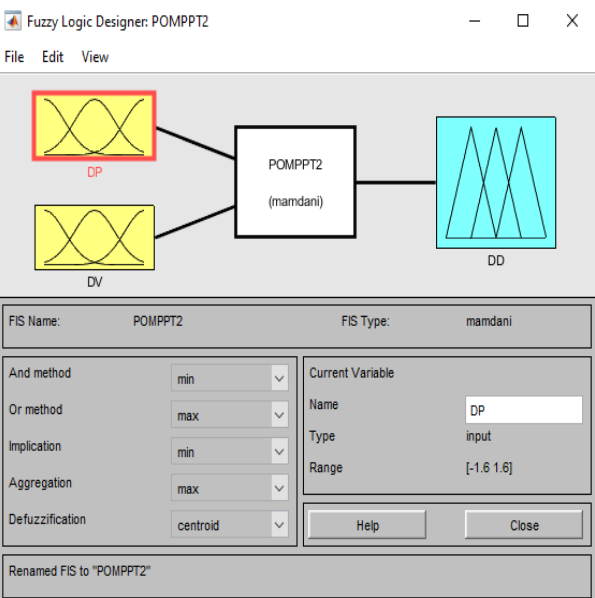 Fuzzy Logic Designer: POMPPT2
File Edit View
DP
DV
POMPPT2
(mamdani)
DD
FIS Name: POMPPT2 FIS Type: mamdani
And method min
Or method max
Implication min
Aggregation max
Defuzzification centroid
Current Variable
Name DP
Type input
Range [-1.6 1.6]
Help Close
Renamed FIS to "POMPPT2"